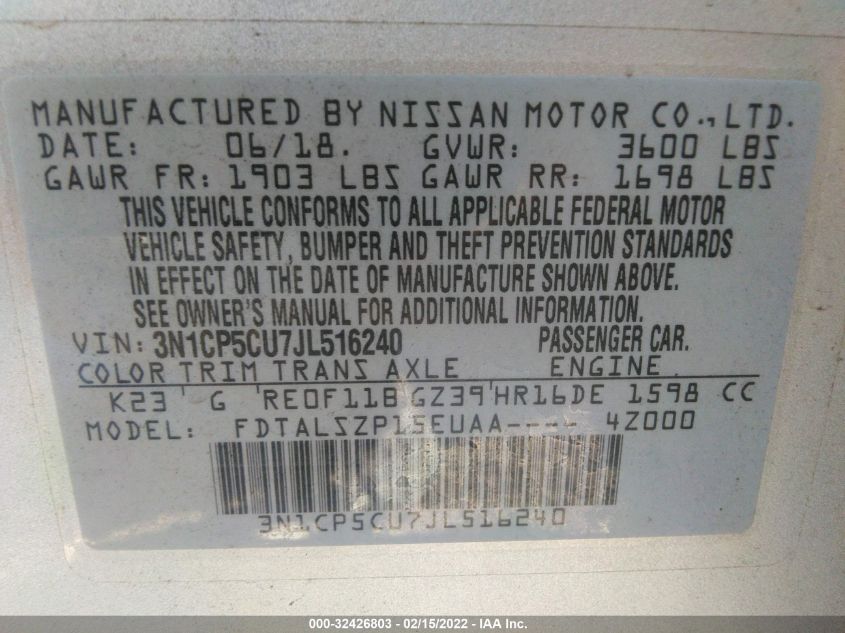 MANUFACTURED BY NISSAN MOTOR CO., LTD.
DATE: 06/18. GVWR: 3600 LBS
GAWR FR: 1903 LBS GAWR RR: 1698 LBS
THIS VEHICLE CONFORMS TO ALL APPLICABLE FEDERAL MOTOR
VEHICLE SAFETY, BUMPER AND THEFT PREVENTION STANDARDS
IN EFFECT ON THE DATE OF MANUFACTURE SHOWN ABOVE.
SEE OWNER'S MANUAL FOR ADDITIONAL INFORMATION.
VIN: 3N1CP5CU7JL516240 PASSENGER CAR.
COLOR TRIM TRANS AXLE ENGINE
K23 ' G 'RE0F11B GZ39'HR16DE 1598 CC
MODEL: FDTALSZP15EUAA---- 4Z000
3N1CP5CU7JL516240
000-32426803 - 02/15/2022 - IAA Inc.